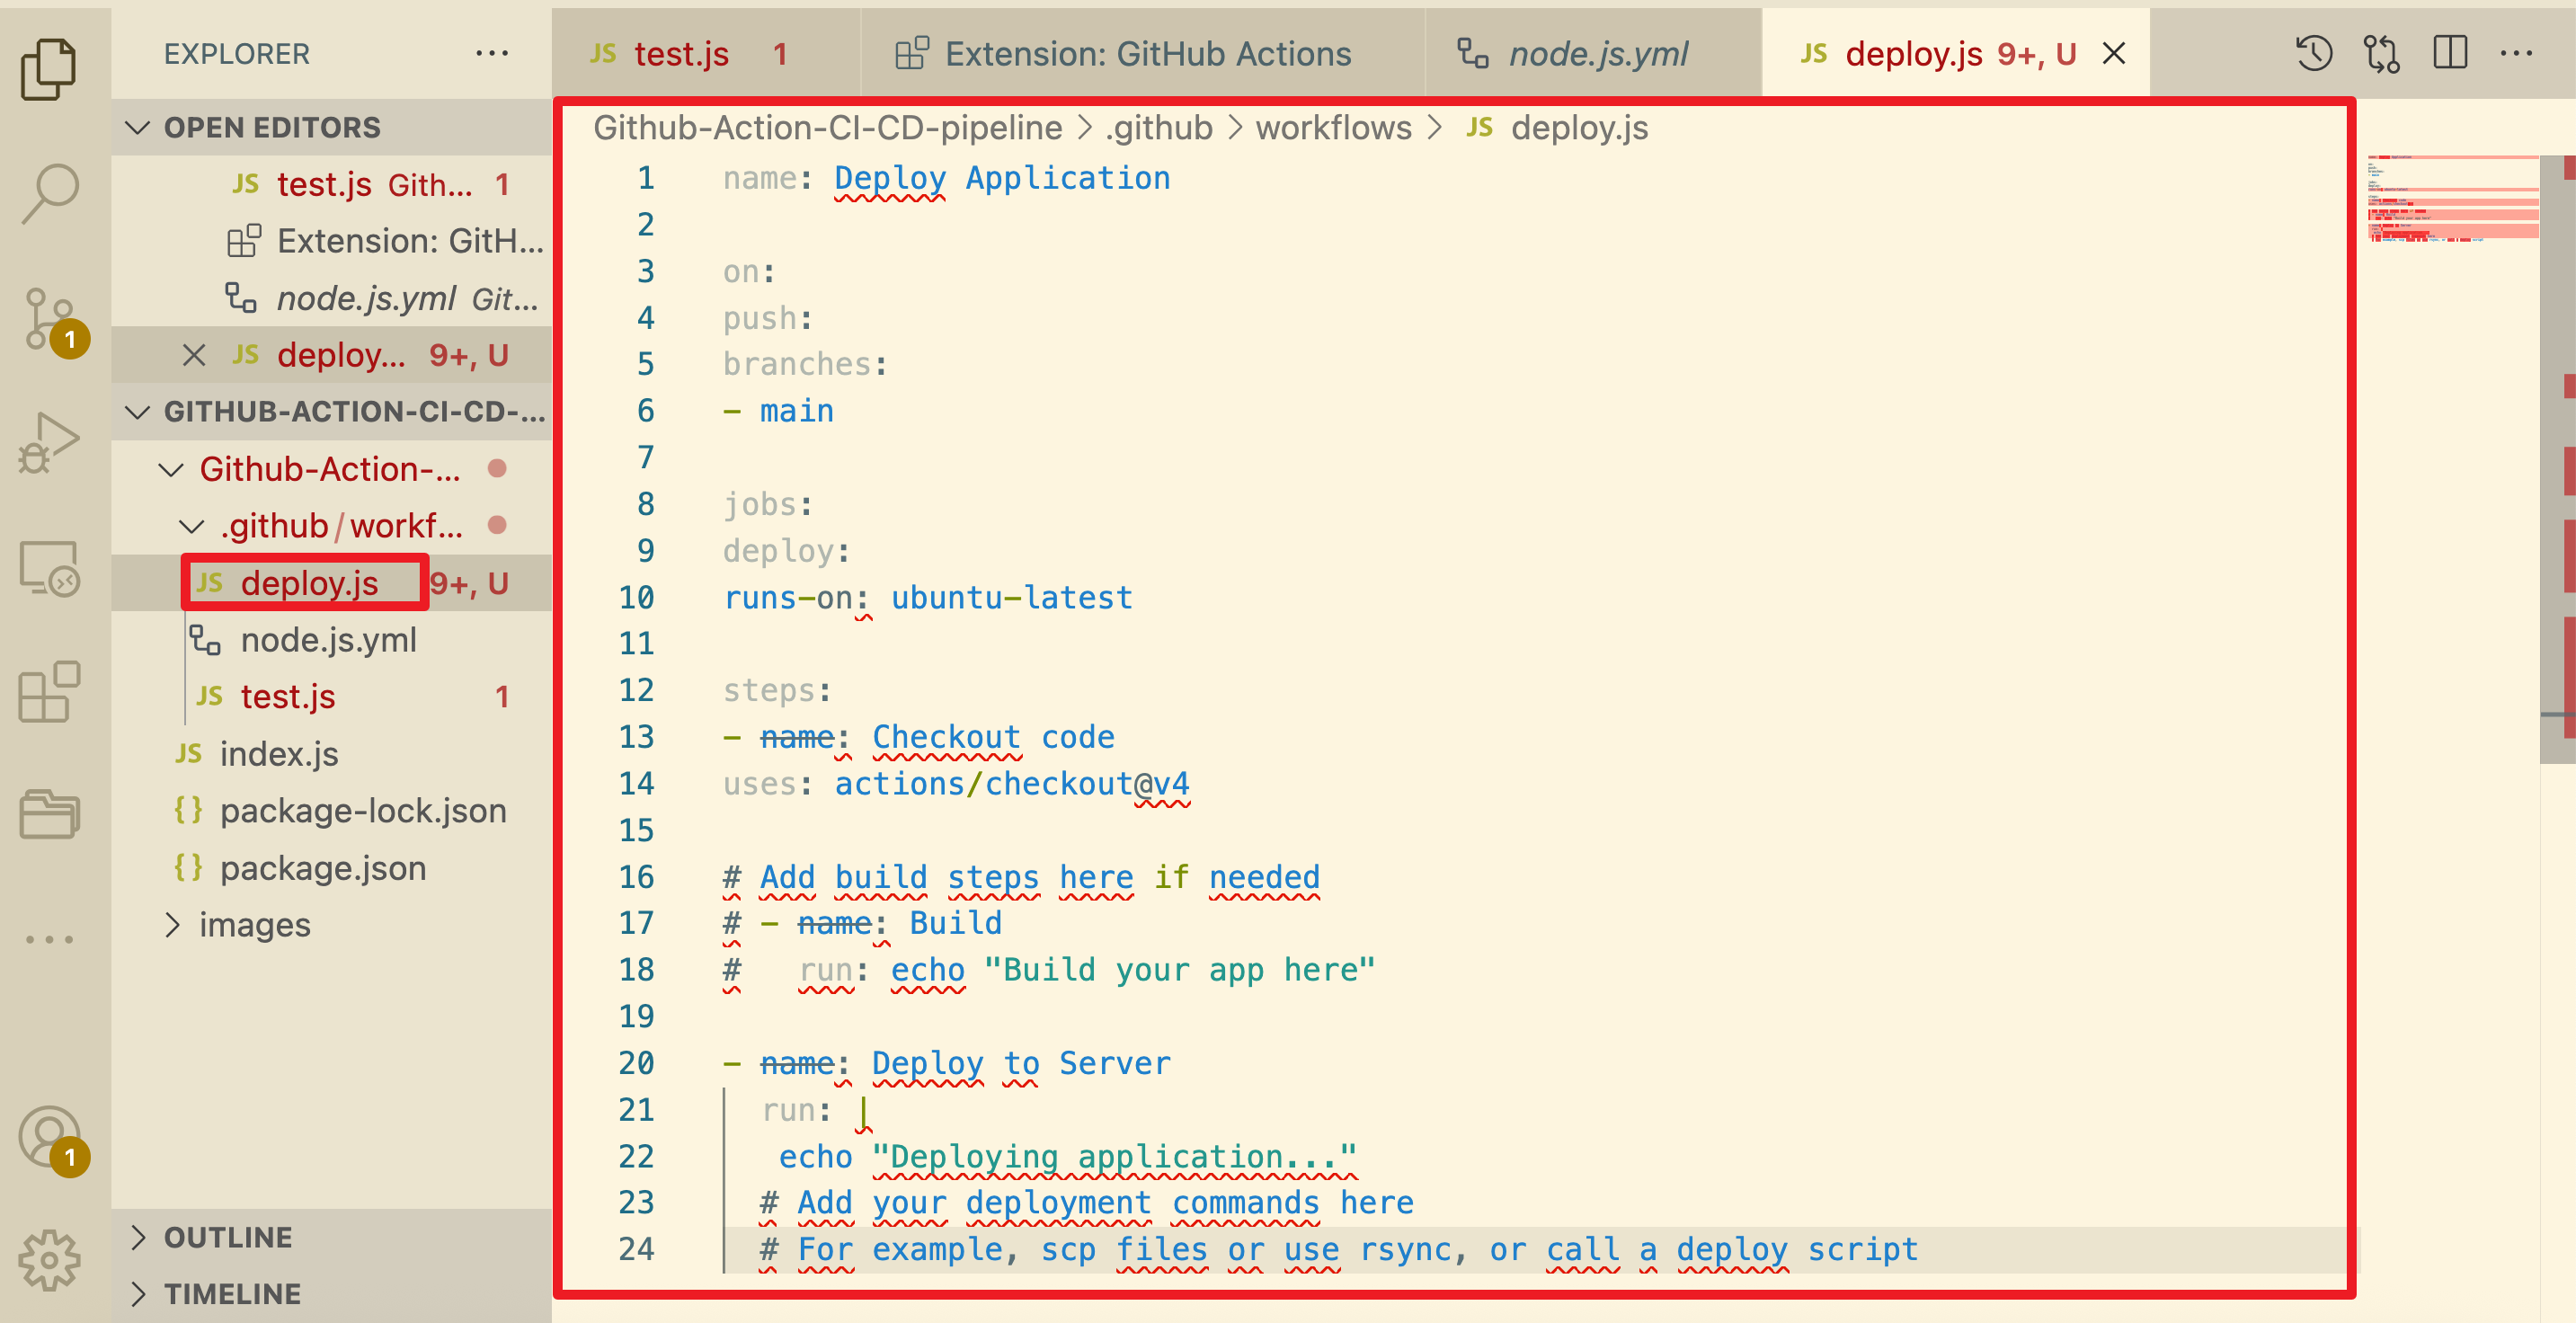 EXPLORER ...
OPEN EDITORS
JS test.js Gith... 1
Extension: GitH...
node.js.yml Git...
JS deploy... 9+, U
GITHUB-ACTION-CI-CD-...
Github-Action-...
.github/workf...
JS deploy.js 9+, U
node.js.yml
JS test.js 1
JS index.js
{} package-lock.json
{} package.json
images
OUTLINE
TIMELINE
1
1
JS test.js 1
Extension: GitHub Actions
node.js.yml
JS deploy.js 9+, U
Github-Action-CI-CD-pipeline > .github > workflows > JS deploy.js
1 name: Deploy Application
2
3 on:
4 push:
5 branches:
6 - main
7
8 jobs:
9 deploy:
10 runs-on: ubuntu-latest
11
12 steps:
13 - name: Checkout code
14 uses: actions/checkout@v4
15
16 # Add build steps here if needed
17 # - name: Build
18 #   run: echo "Build your app here"
19
20 - name: Deploy to Server
21   run: |
22    echo "Deploying application..."
23   # Add your deployment commands here
24   # For example, scp files or use rsync, or call a deploy script